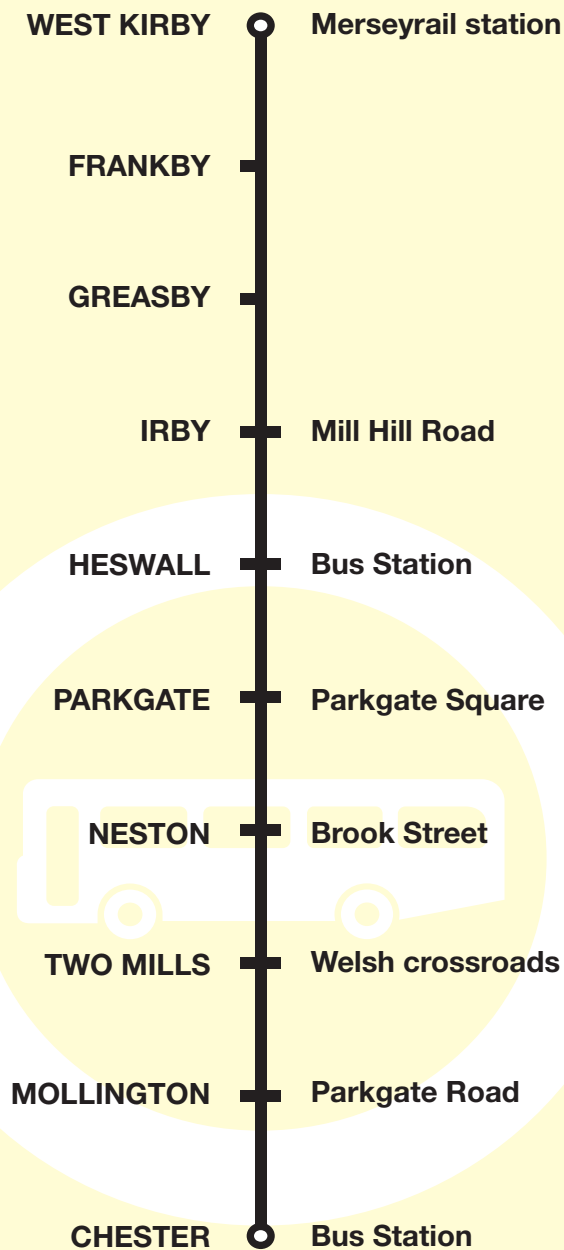 WEST KIRBY Merseyrail station
FRANKBY
GREASBY
IRBY Mill Hill Road
HESWALL Bus Station
PARKGATE Parkgate Square
NESTON Brook Street
TWO MILLS Welsh crossroads
MOLLINGTON Parkgate Road
CHESTER Bus Station